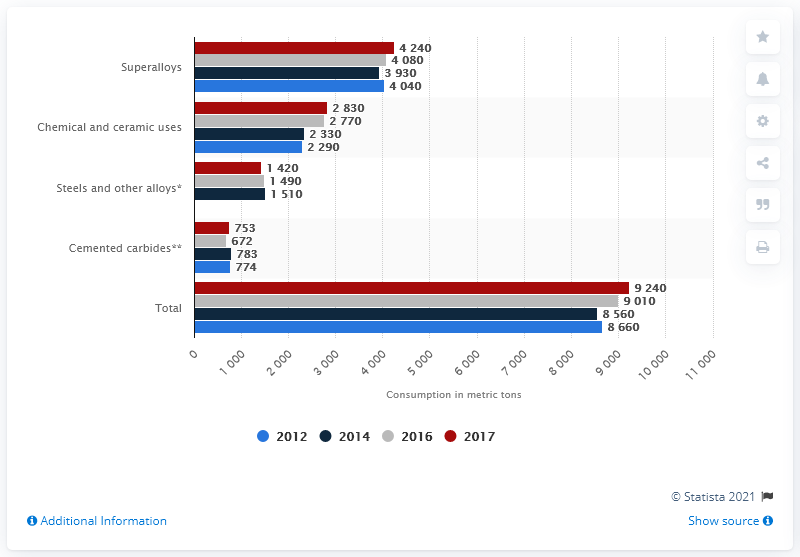 Superalloys
4 240
4 080
3 930
4 040
Chemical and ceramic uses
2 830
2 770
2 330
2 290
Steels and other alloys*
1 420
1 490
1 510
Cemented carbides**
753
672
783
774
Total
9 240
9 010
8 560
8 660
0 1 000 2 000 3 000 4 000 5 000 6 000 7 000 8 000 9 000 10 000 11 000
Consumption in metric tons
2012 2014 2016 2017
© Statista 2021
Additional Information
Show source